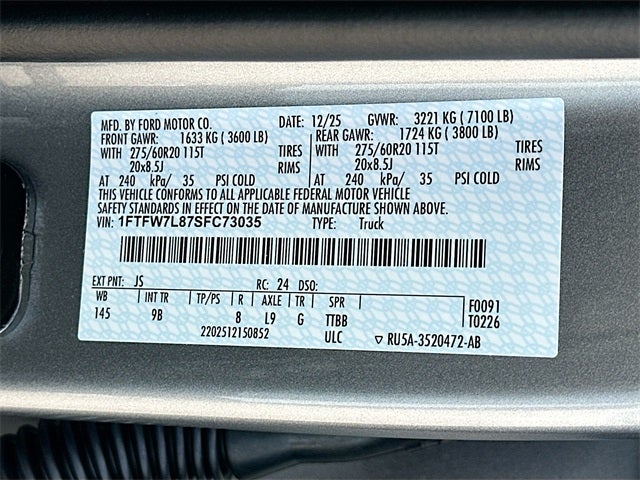 MFD. BY FORD MOTOR CO. DATE: 12/25 GVWR: 3221 KG ( 7100 LB)
FRONT GAWR: 1633 KG ( 3600 LB) REAR GAWR: 1724 KG ( 3800 LB)
WITH 275/60R20 115T TIRES WITH 275/60R20 115T TIRES
20x8.5J RIMS 20x8.5J RIMS
AT 240 kPa/ 35 PSI COLD AT 240 kPa/ 35 PSI COLD
THIS VEHICLE CONFORMS TO ALL APPLICABLE FEDERAL MOTOR VEHICLE
SAFETY STANDARDS IN EFFECT ON THE DATE OF MANUFACTURE SHOWN ABOVE.
VIN: 1FTFW7L87SFC73035 TYPE: Truck
EXT PNT: JS RC: 24 DSO:
WB INT TR TP/PS R AXLE TR SPR F0091
145 9B 8 L9 G TTBB T0226
2202512150852 ULC ▽ RU5A-3520472-AB